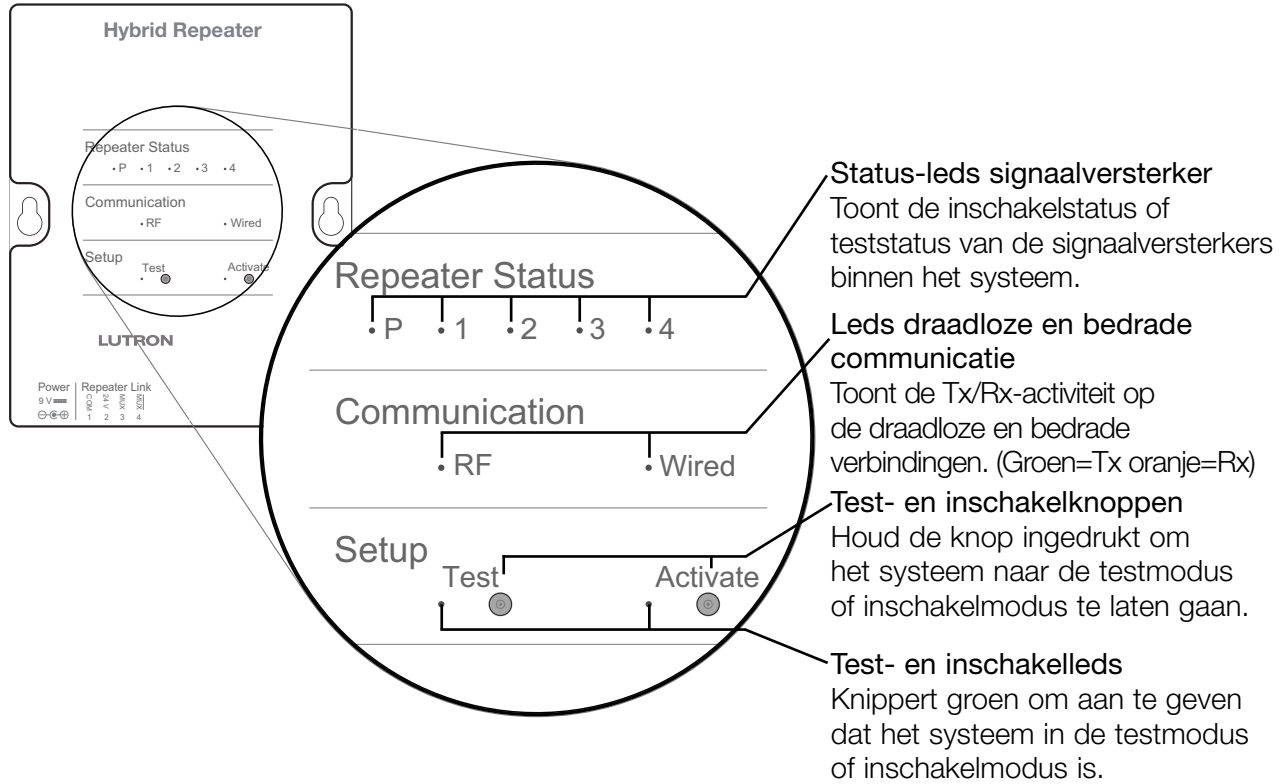 Hybrid Repeater
Repeater Status
P 1 2 3 4
Communication
RF Wired
Setup
Test Activate
LUTRON
Power
9 V
Repeater Link
COM 24 V MUX MUX
1 2 3 4
Repeater Status
P 1 2 3 4
Communication
RF Wired
Setup
Test Activate
Status-leds signaalversterker
Toont de inschakelstatus of
teststatus van de signaalversterkers
binnen het systeem.
Leds draadloze en bedrade
communicatie
Toont de Tx/Rx-activiteit op
de draadloze en bedrade
verbindingen. (Groen=Tx oranje=Rx)
Test- en inschakelknoppen
Houd de knop ingedrukt om
het systeem naar de testmodus
of inschakelmodus te laten gaan.
Test- en inschakelleds
Knippert groen om aan te geven
dat het systeem in de testmodus
of inschakelmodus is.